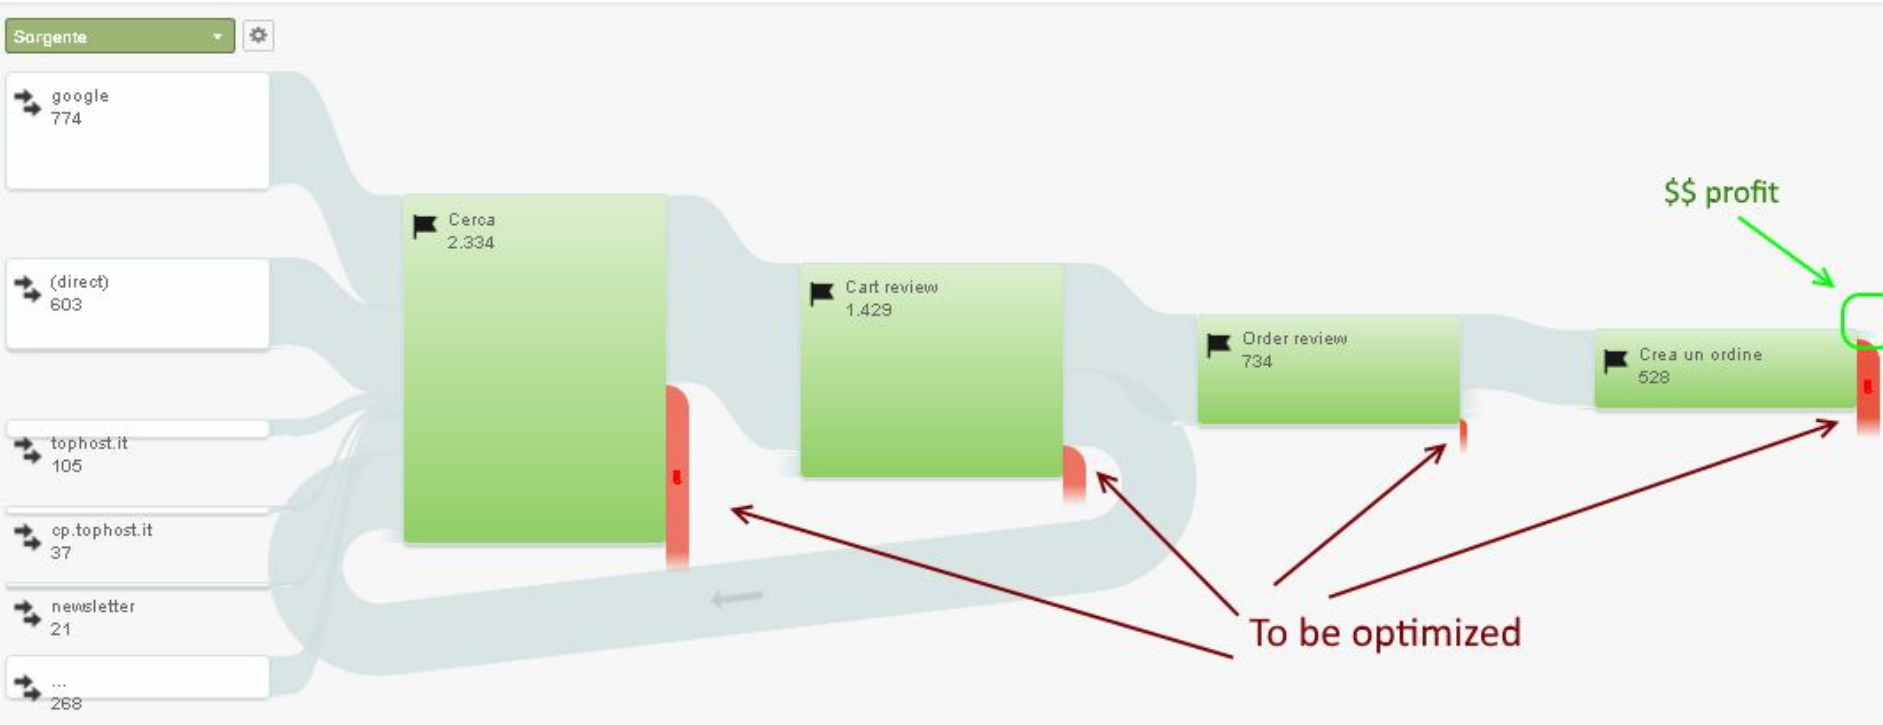 Sorgente
google
774
(direct)
603
tophost.it
105
cp.tophost.it
37
newsletter
21
...
268
Cerca
2.334
Cart review
1.429
Order review
734
Crea un ordine
528
$$ profit
To be optimized